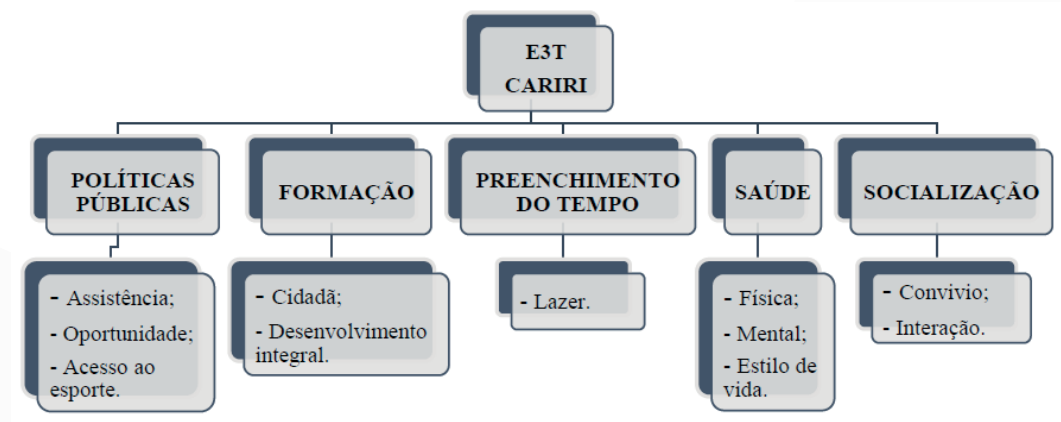 E3T
CARIRI
POLÍTICAS
PÚBLICAS
FORMAÇÃO
PREENCHIMENTO
DO TEMPO
SAÚDE
SOCIALIZAÇÃO
- Assistência;
- Oportunidade;
- Acesso ao
esporte.
- Cidadã;
- Desenvolvimento
integral.
- Lazer.
- Física;
- Mental;
- Estilo de
vida.
- Convivio;
- Interação.